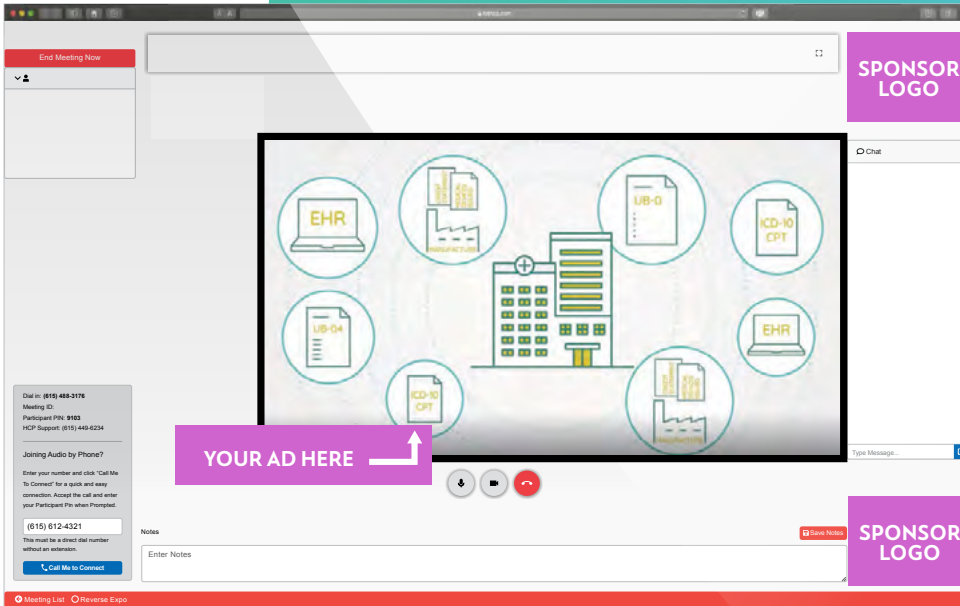 End Meeting Now
SPONSOR
LOGO
Chat
EHR
MANUFACTURE
UB-0
ICD-10
CPT
UB-04
EHR
ICD-10
CPT
Dial in: (615) 488-3176
Meeting ID:
Participant PIN: 9103
HCP Support: (615) 449-6234
Joining Audio by Phone?
Enter your number and click "Call Me
To Connect" for a quick and easy
connection. Accept the call and enter
your Participant Pin when Prompted.
(615) 612-4321
This must be a direct dial number
without an extension.
Call Me to Connect
YOUR AD HERE
Type Message...
Notes
Save Notes
Enter Notes
SPONSOR
LOGO
Meeting List Reverse Expo